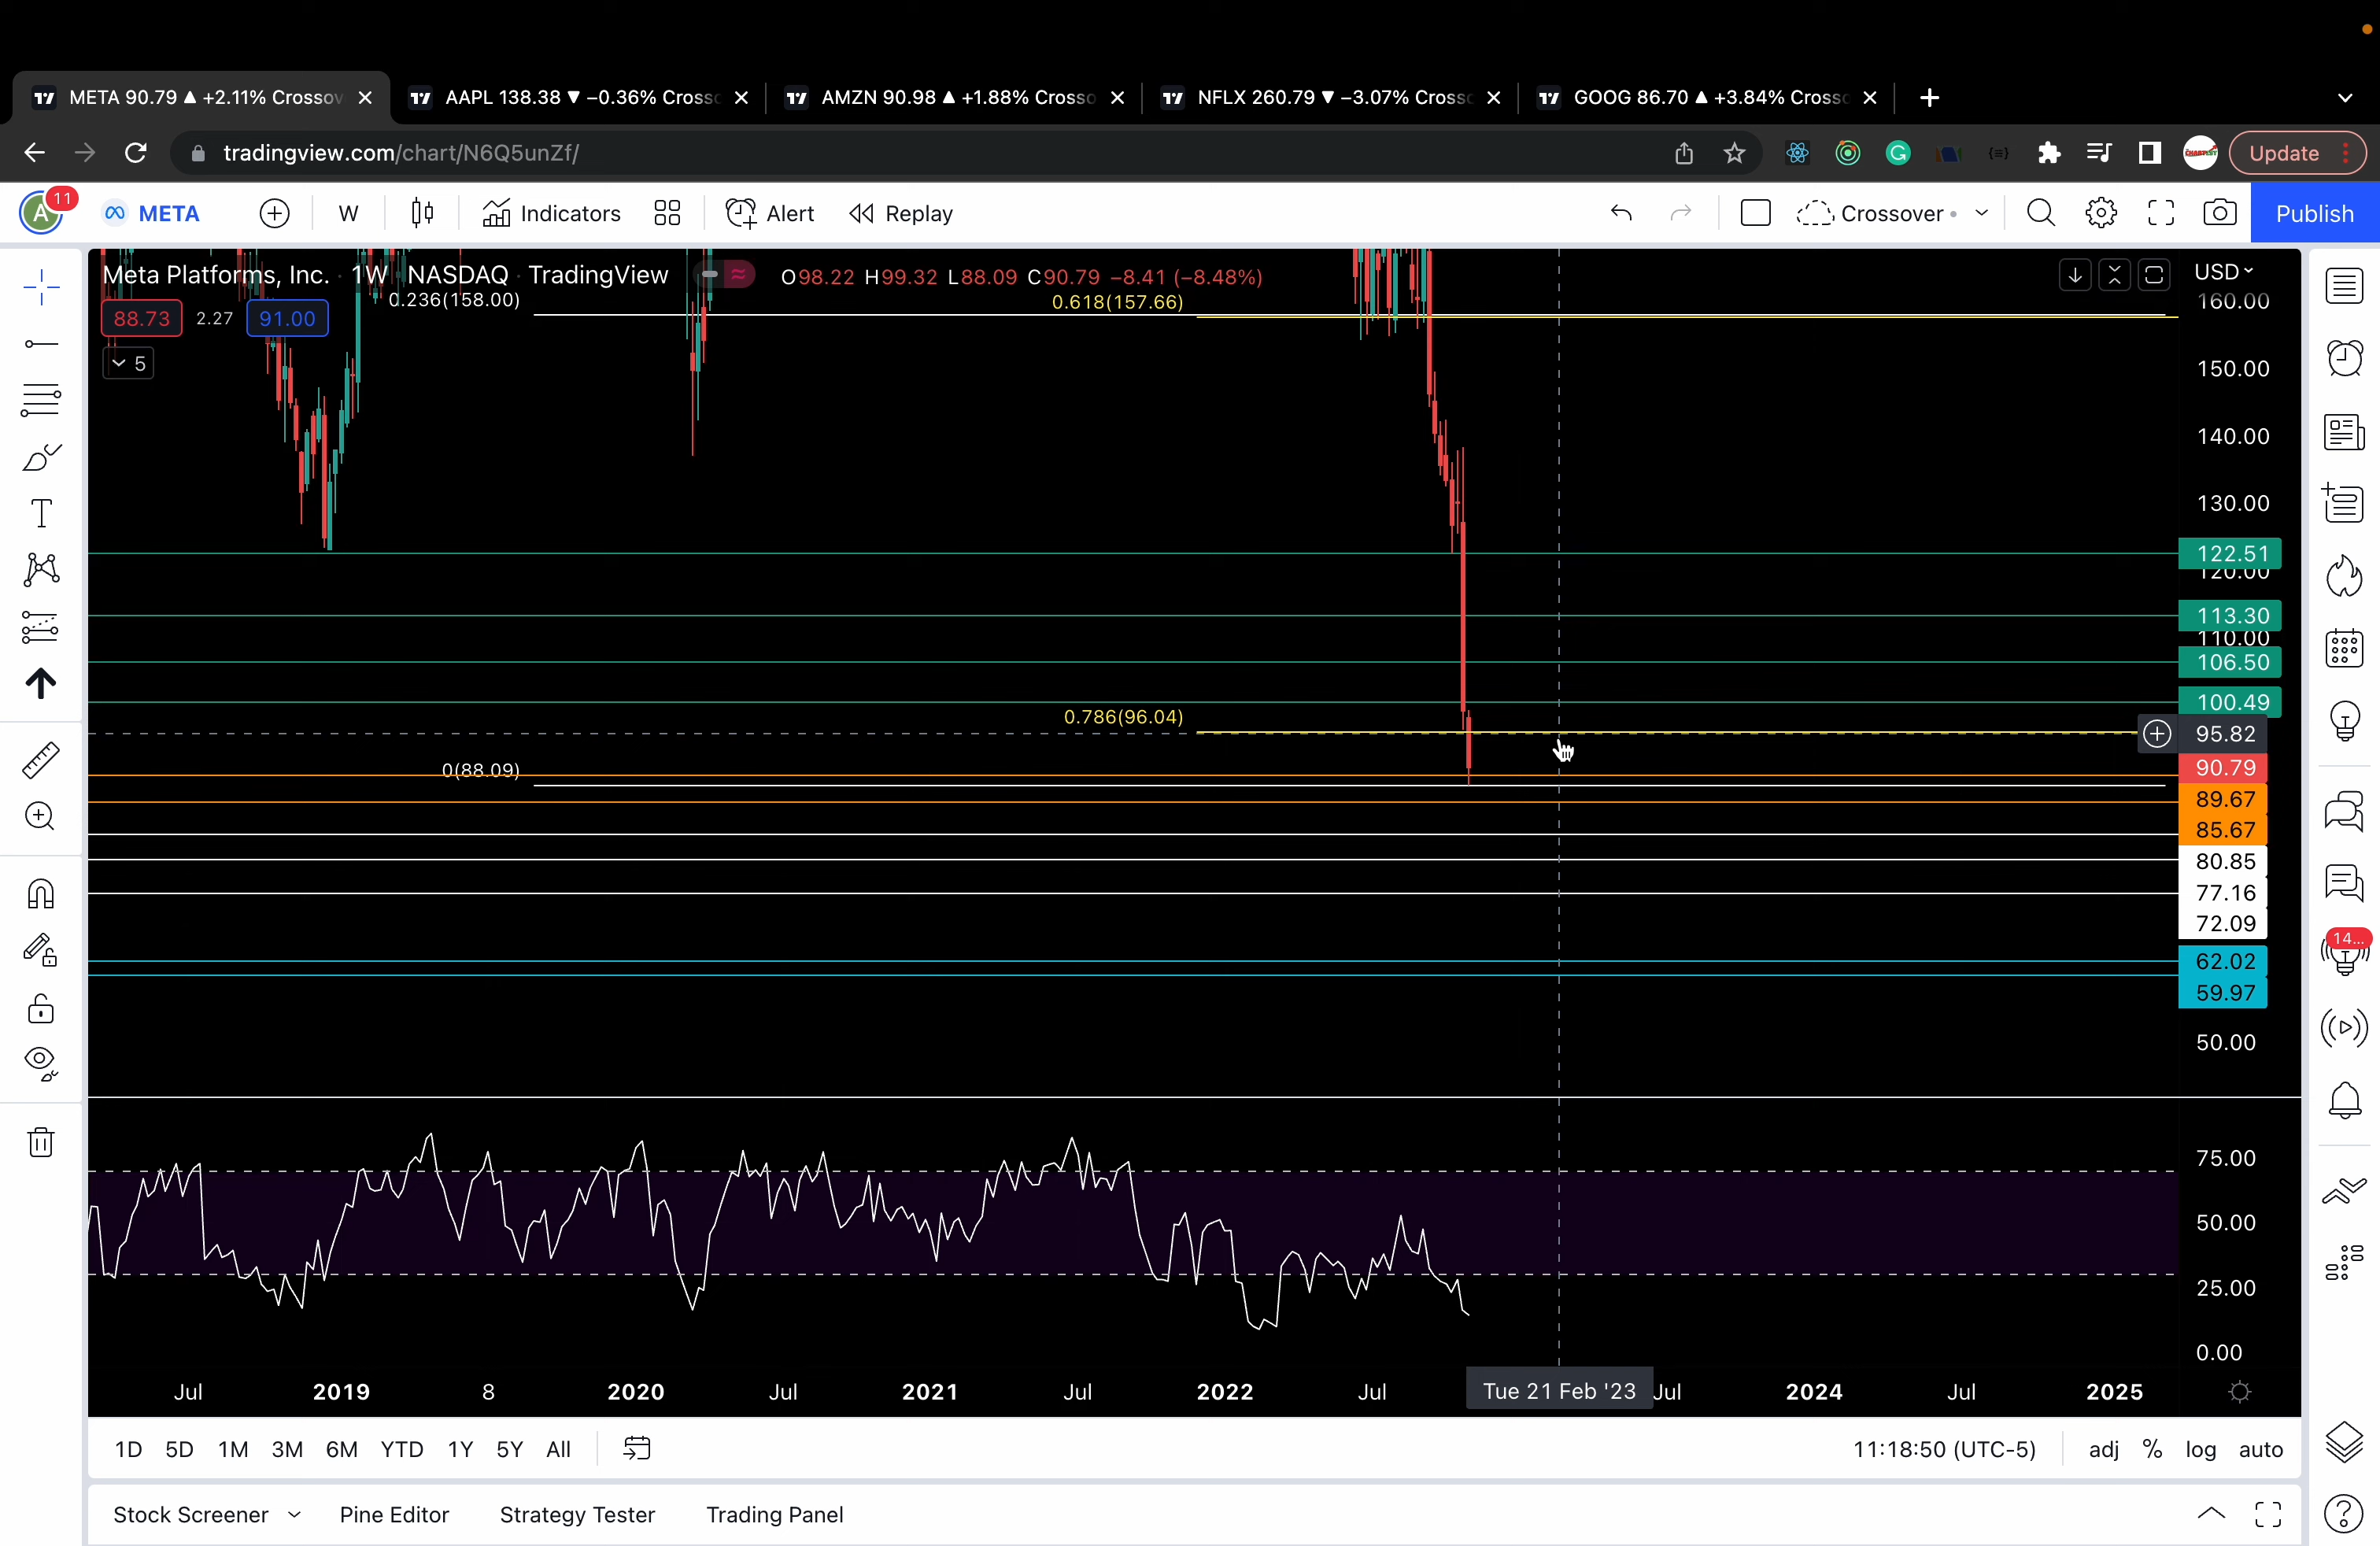 META 90.79 ▲ +2.11% Crossov
AAPL 138.38 ▼ −0.36% Cross
AMZN 90.98 ▲ +1.88% Crosso
NFLX 260.79 ▼ −3.07% Cross
GOOG 86.70 ▲ +3.84% Cross
tradingview.com/chart/N6Q5unZf/
Update
A
11
META
W
Indicators
Alert
Replay
Crossover
Publish
Meta Platforms, Inc. · 1W · NASDAQ · TradingView
O98.22 H99.32 L88.09 C90.79 −8.41 (−8.48%)
USD
0.236(158.00)
0.618(157.66)
160.00
88.73
2.27
91.00
5
150.00
140.00
130.00
122.51
120.00
113.30
110.00
106.50
100.49
0.786(96.04)
95.82
0(88.09)
90.79
89.67
85.67
80.85
77.16
72.09
14...
62.02
59.97
50.00
75.00
50.00
25.00
0.00
Jul
2019
8
2020
Jul
2021
Jul
2022
Jul
Tue 21 Feb '23
Jul
2024
Jul
2025
1D 5D 1M 3M 6M YTD 1Y 5Y All
11:18:50 (UTC-5)
adj % log auto
Stock Screener
Pine Editor
Strategy Tester
Trading Panel